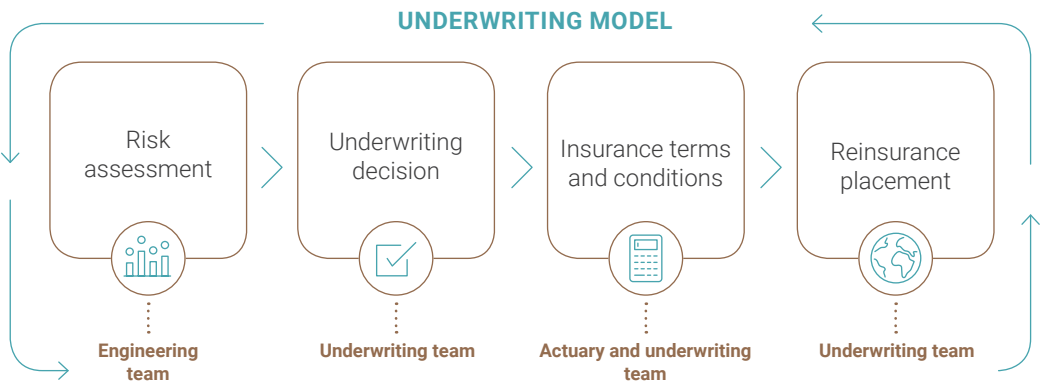 UNDERWRITING MODEL
Risk
assessment
Underwriting
decision
Insurance terms
and conditions
Reinsurance
placement
Engineering
team
Underwriting team
Actuary and underwriting
team
Underwriting team